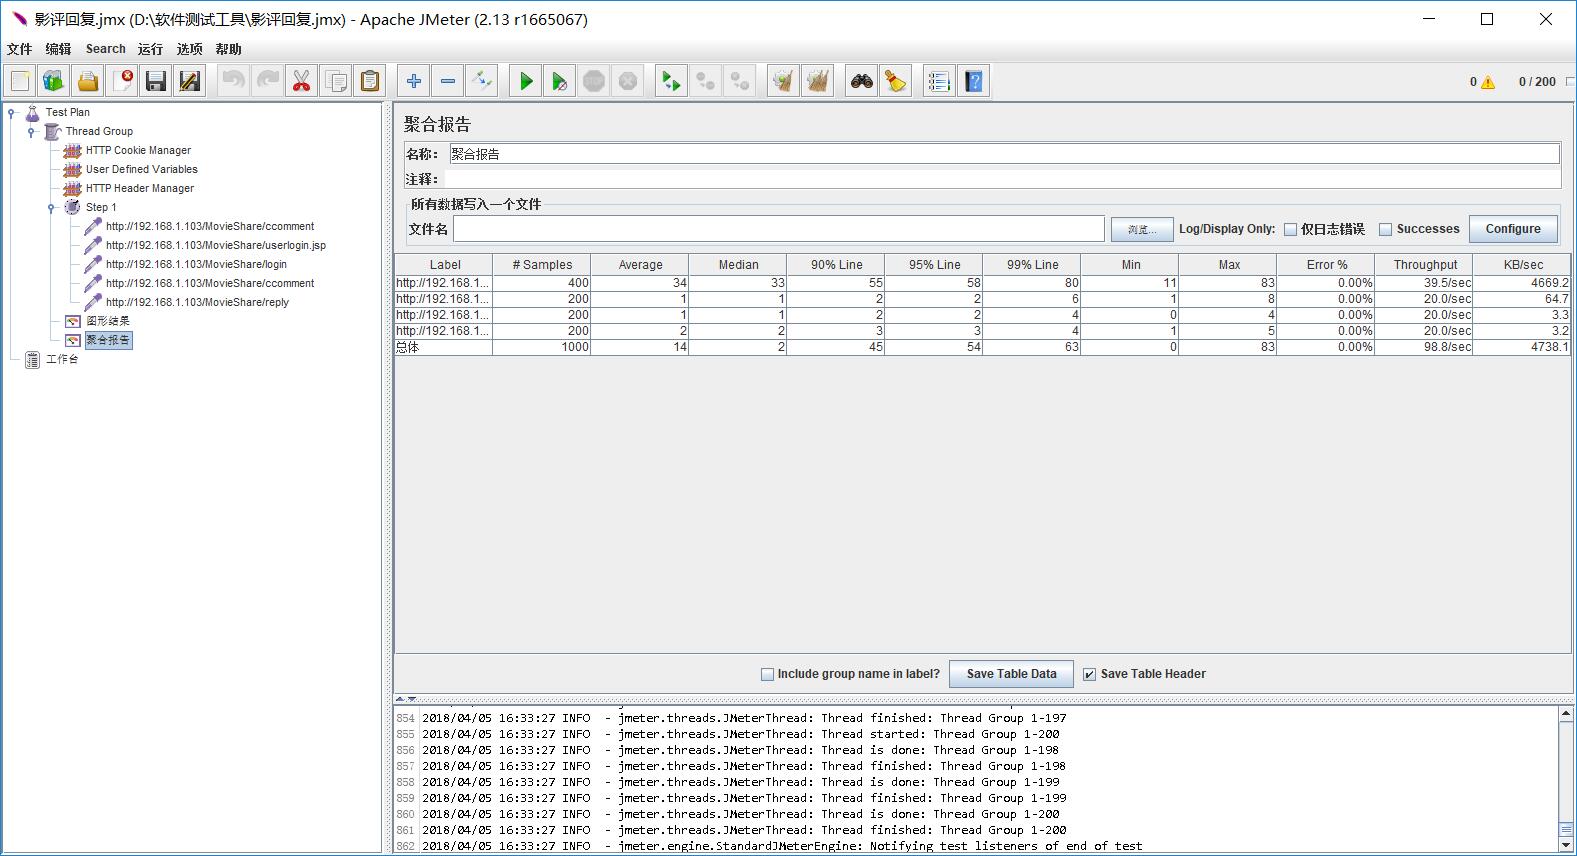 影评回复.jmx (D:\软件测试工具\影评回复.jmx) - Apache JMeter (2.13 r1665067)
文件 编辑 Search 运行 选项 帮助
0 0 / 200
Test Plan
Thread Group
HTTP Cookie Manager
User Defined Variables
HTTP Header Manager
Step 1
http://192.168.1.103/MovieShare/ccomment
http://192.168.1.103/MovieShare/userlogin.jsp
http://192.168.1.103/MovieShare/login
http://192.168.1.103/MovieShare/ccomment
http://192.168.1.103/MovieShare/reply
图形结果
聚合报告
工作台
聚合报告
名称: 聚合报告
注释:
所有数据写入一个文件
文件名 浏览... Log/Display Only: 仅日志错误 Successes Configure
Label # Samples Average Median 90% Line 95% Line 99% Line Min Max Error % Throughput KB/sec
http://192.168.1... 400 34 33 55 58 80 11 83 0.00% 39.5/sec 4669.2
http://192.168.1... 200 1 1 2 2 6 1 8 0.00% 20.0/sec 64.7
http://192.168.1... 200 1 1 2 2 4 0 4 0.00% 20.0/sec 3.3
http://192.168.1... 200 2 2 3 3 4 1 5 0.00% 20.0/sec 3.2
总体 1000 14 2 45 54 63 0 83 0.00% 98.8/sec 4738.1
Include group name in label? Save Table Data Save Table Header
854 2018/04/05 16:33:27 INFO - jmeter.threads.JMeterThread: Thread finished: Thread Group 1-197
855 2018/04/05 16:33:27 INFO - jmeter.threads.JMeterThread: Thread started: Thread Group 1-200
856 2018/04/05 16:33:27 INFO - jmeter.threads.JMeterThread: Thread is done: Thread Group 1-198
857 2018/04/05 16:33:27 INFO - jmeter.threads.JMeterThread: Thread finished: Thread Group 1-198
858 2018/04/05 16:33:27 INFO - jmeter.threads.JMeterThread: Thread is done: Thread Group 1-199
859 2018/04/05 16:33:27 INFO - jmeter.threads.JMeterThread: Thread finished: Thread Group 1-199
860 2018/04/05 16:33:27 INFO - jmeter.threads.JMeterThread: Thread is done: Thread Group 1-200
861 2018/04/05 16:33:27 INFO - jmeter.threads.JMeterThread: Thread finished: Thread Group 1-200
862 2018/04/05 16:33:27 INFO - jmeter.engine.StandardJMeterEngine: Notifying test listeners of end of test